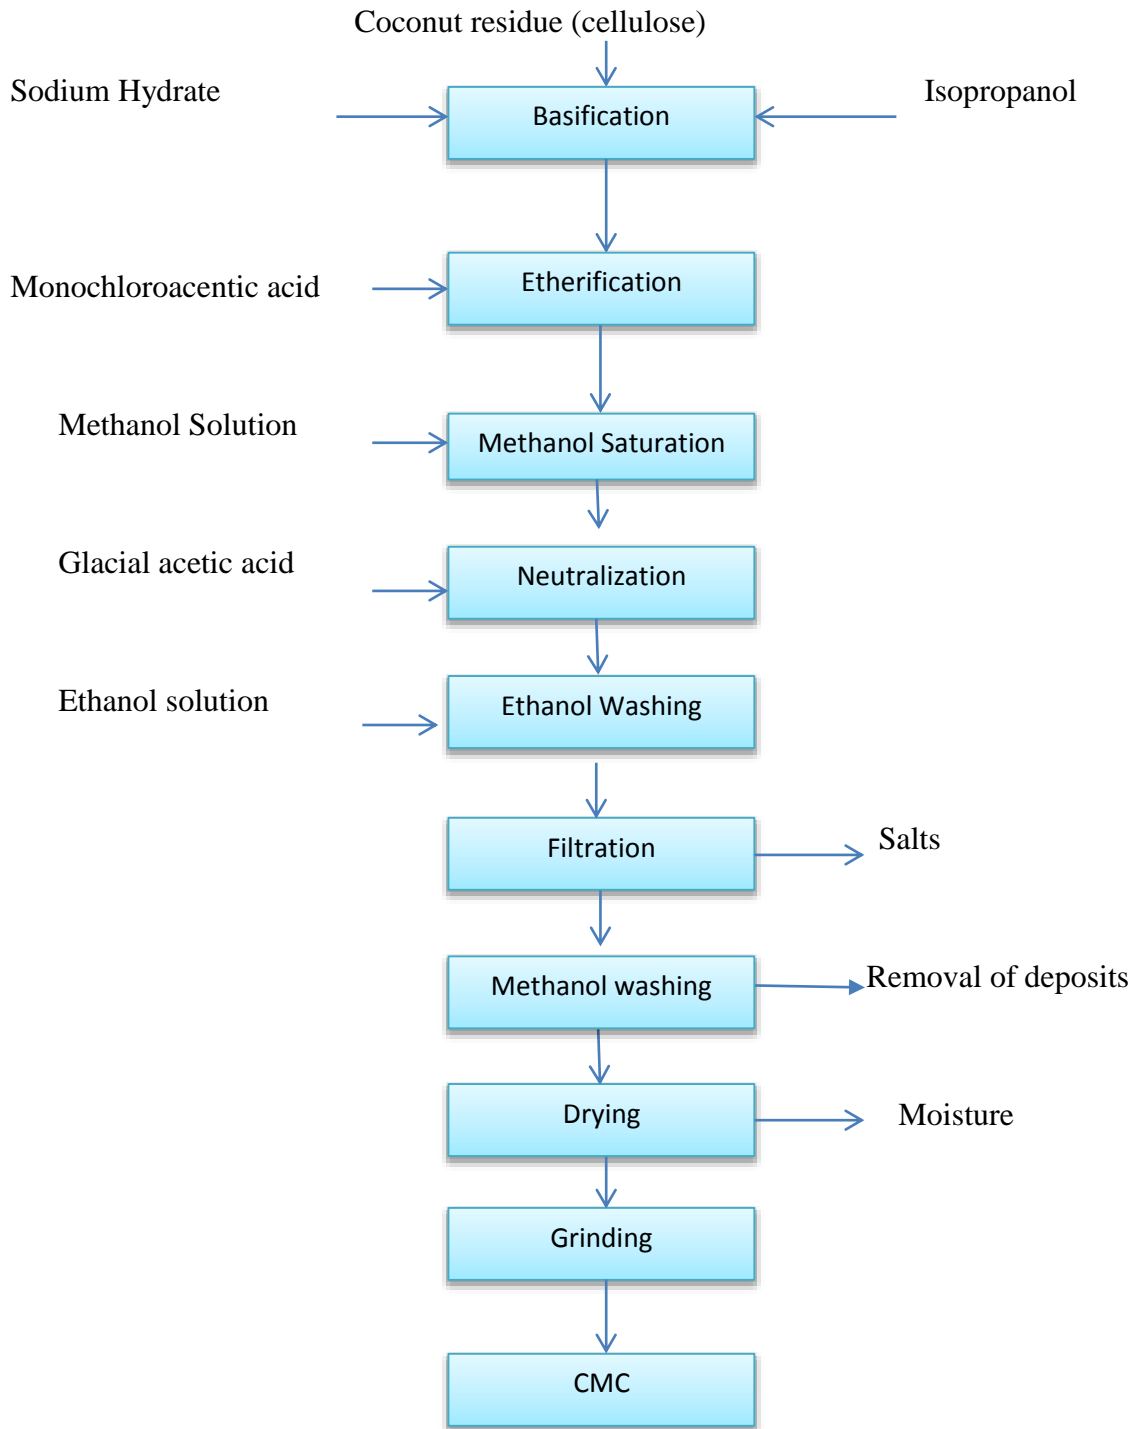 Coconut residue (cellulose)
Sodium Hydrate
Basification
Isopropanol
Etherification
Monochloroacentic acid
Methanol Solution
Methanol Saturation
Glacial acetic acid
Neutralization
Ethanol solution
Ethanol Washing
Filtration
Salts
Methanol washing
Removal of deposits
Drying
Moisture
Grinding
CMC